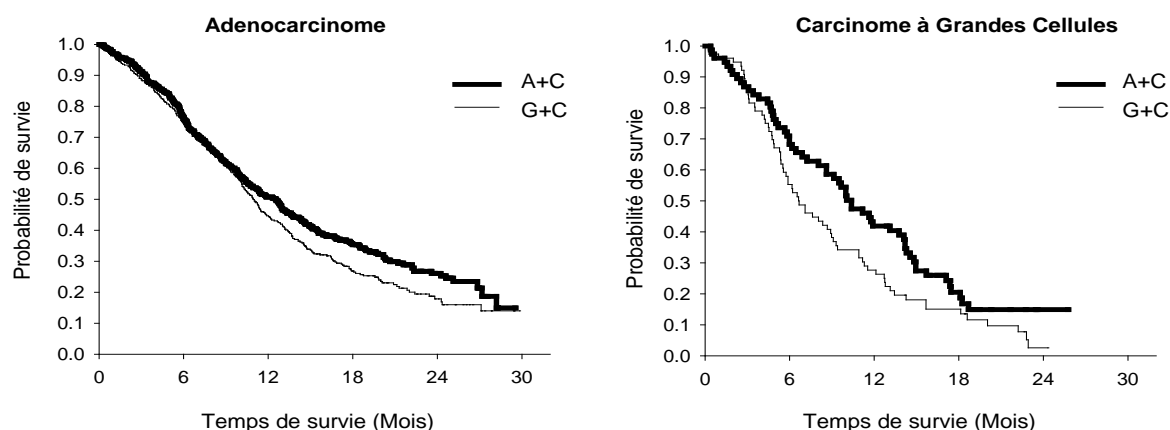 Adenocarcinome
Probabilité de survie
1.0
0.9
0.8
0.7
0.6
0.5
0.4
0.3
0.2
0.1
0.0
A+C
G+C
0 6 12 18 24 30
Temps de survie (Mois)
Carcinome à Grandes Cellules
Probabilité de survie
1.0
0.9
0.8
0.7
0.6
0.5
0.4
0.3
0.2
0.1
0.0
A+C
G+C
0 6 12 18 24 30
Temps de survie (Mois)